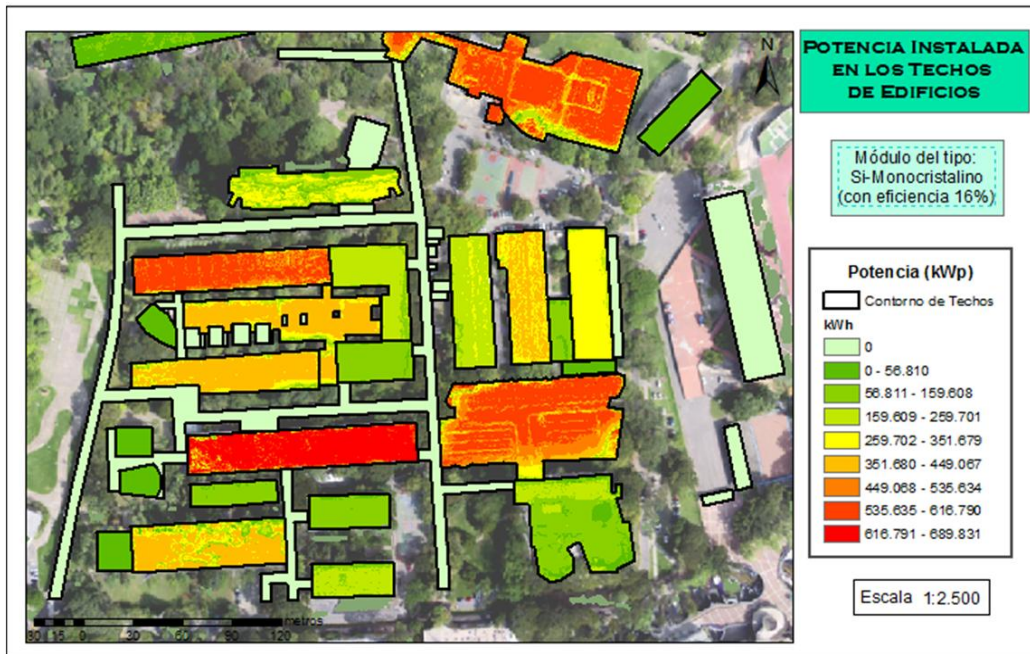 POTENCIA INSTALADA
EN LOS TECHOS
DE EDIFICIOS
N
Módulo del tipo:
Si-Monocristalino
(con eficiencia 16%)
Potencia (kWp)
Contorno de Techos
kWh
0
0 - 56.810
56.811 - 159.608
159.609 - 259.701
259.702 - 351.679
351.680 - 449.067
449.068 - 535.634
535.635 - 616.790
616.791 - 689.831
Escala 1:2.500
metros
30 15 0 30 60 90 120